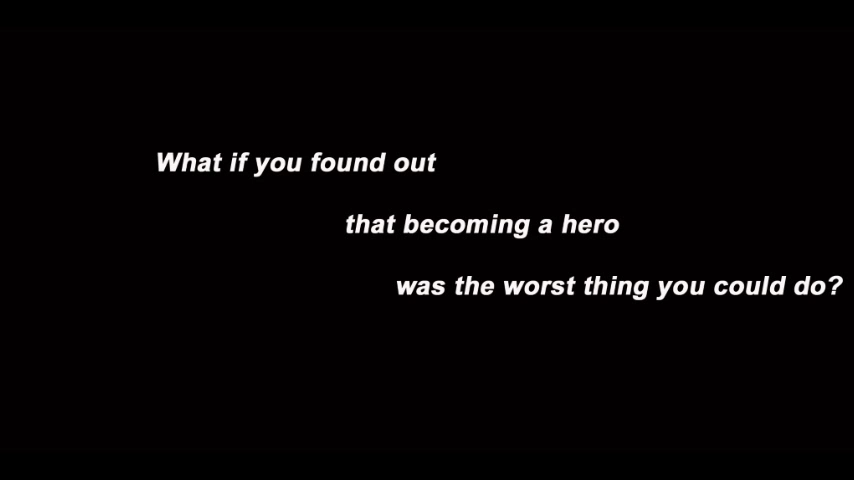 What if you found out
that becoming a hero
was the worst thing you could do?